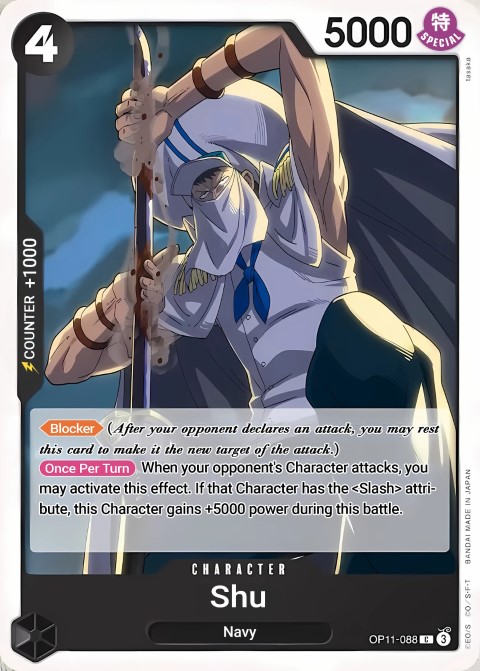 4
5000
特
SPECIAL
tasaka
COUNTER +1000
Blocker (After your opponent declares an attack, you may rest
this card to make it the new target of the attack.)
Once Per Turn When your opponent's Character attacks, you
may activate this effect. If that Character has the <Slash> attri-
bute, this Character gains +5000 power during this battle.
CHARACTER
Shu
Navy
OP11-088 C 3
©EO/S ©O/S·F·T BANDAI MADE IN JAPAN